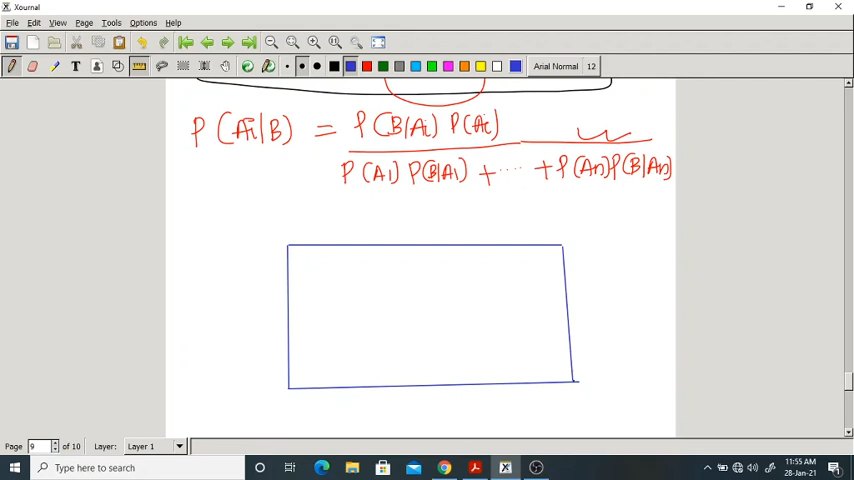 Xournal
File Edit View Page Tools Options Help
Arial Normal 12
P(Ai|B) = P(B|Ai) P(Ai)
P(A1) P(B|A1) + ···· + P(An) P(B|An)
Page 9 of 10 Layer: Layer 1
Type here to search
11:55 AM
28-Jan-21